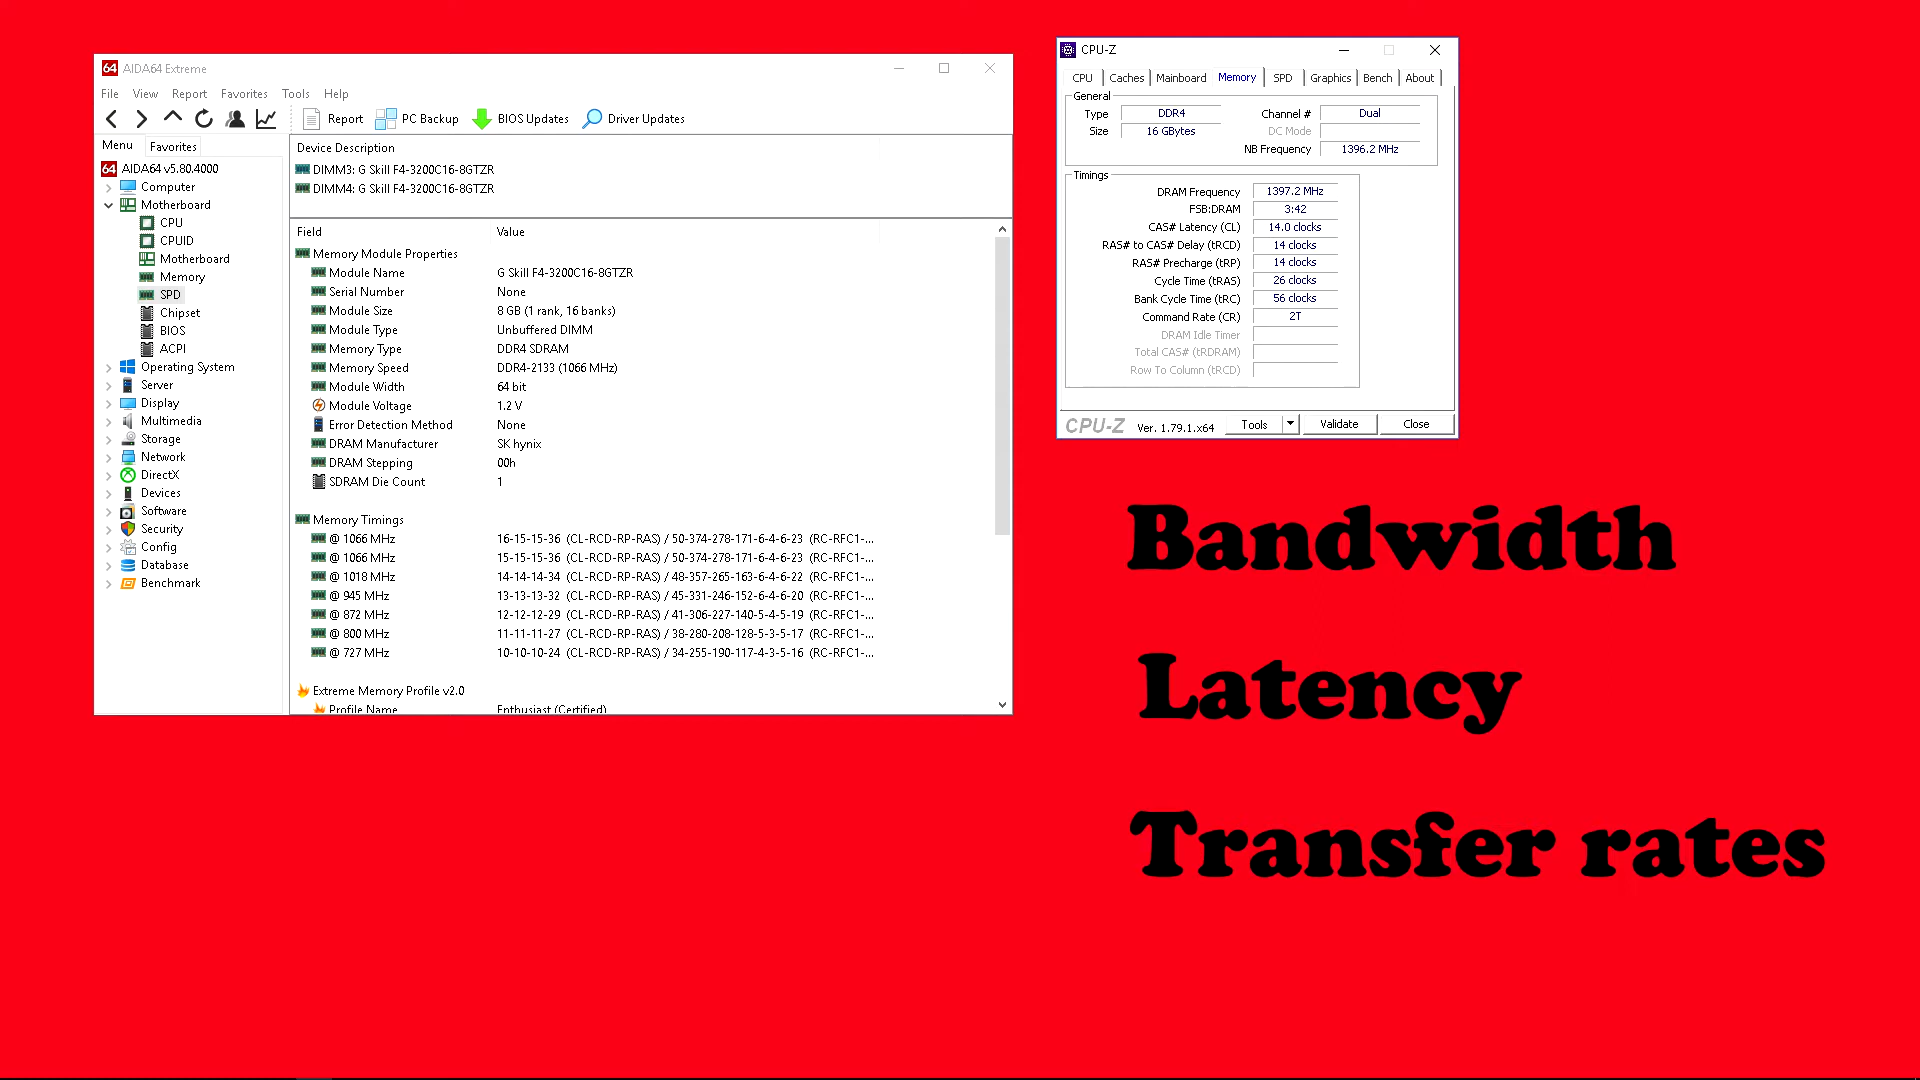 AIDA64 Extreme
File View Report Favorites Tools Help
Report PC Backup BIOS Updates Driver Updates
Menu Favorites
AIDA64 v5.80.4000
Computer
Motherboard
CPU
CPUID
Motherboard
Memory
SPD
Chipset
BIOS
ACPI
Operating System
Server
Display
Multimedia
Storage
Network
DirectX
Devices
Software
Security
Config
Database
Benchmark
Device Description
DIMM3: G Skill F4-3200C16-8GTZR
DIMM4: G Skill F4-3200C16-8GTZR
Field Value
Memory Module Properties
Module Name G Skill F4-3200C16-8GTZR
Serial Number None
Module Size 8 GB (1 rank, 16 banks)
Module Type Unbuffered DIMM
Memory Type DDR4 SDRAM
Memory Speed DDR4-2133 (1066 MHz)
Module Width 64 bit
Module Voltage 1.2 V
Error Detection Method None
DRAM Manufacturer SK hynix
DRAM Stepping 00h
SDRAM Die Count 1
Memory Timings
@ 1066 MHz 16-15-15-36 (CL-RCD-RP-RAS) / 50-374-278-171-6-4-6-23 (RC-RFC1-...
@ 1066 MHz 15-15-15-36 (CL-RCD-RP-RAS) / 50-374-278-171-6-4-6-23 (RC-RFC1-...
@ 1018 MHz 14-14-14-34 (CL-RCD-RP-RAS) / 48-357-265-163-6-4-6-22 (RC-RFC1-...
@ 945 MHz 13-13-13-32 (CL-RCD-RP-RAS) / 45-331-246-152-6-4-6-20 (RC-RFC1-...
@ 872 MHz 12-12-12-29 (CL-RCD-RP-RAS) / 41-306-227-140-5-4-5-19 (RC-RFC1-...
@ 800 MHz 11-11-11-27 (CL-RCD-RP-RAS) / 38-280-208-128-5-3-5-17 (RC-RFC1-...
@ 727 MHz 10-10-10-24 (CL-RCD-RP-RAS) / 34-255-190-117-4-3-5-16 (RC-RFC1-...
Extreme Memory Profile v2.0
Profile Name Enthusiast (Certified)
CPU-Z
CPU Caches Mainboard Memory SPD Graphics Bench About
General
Type DDR4 Channel # Dual
Size 16 GBytes DC Mode
NB Frequency 1396.2 MHz
Timings
DRAM Frequency 1397.2 MHz
FSB:DRAM 3:42
CAS# Latency (CL) 14.0 clocks
RAS# to CAS# Delay (tRCD) 14 clocks
RAS# Precharge (tRP) 14 clocks
Cycle Time (tRAS) 26 clocks
Bank Cycle Time (tRC) 56 clocks
Command Rate (CR) 2T
DRAM Idle Timer
Total CAS# (tRDRAM)
Row To Column (tRCD)
CPU-Z Ver. 1.79.1.x64 Tools Validate Close
Bandwidth
Latency
Transfer rates